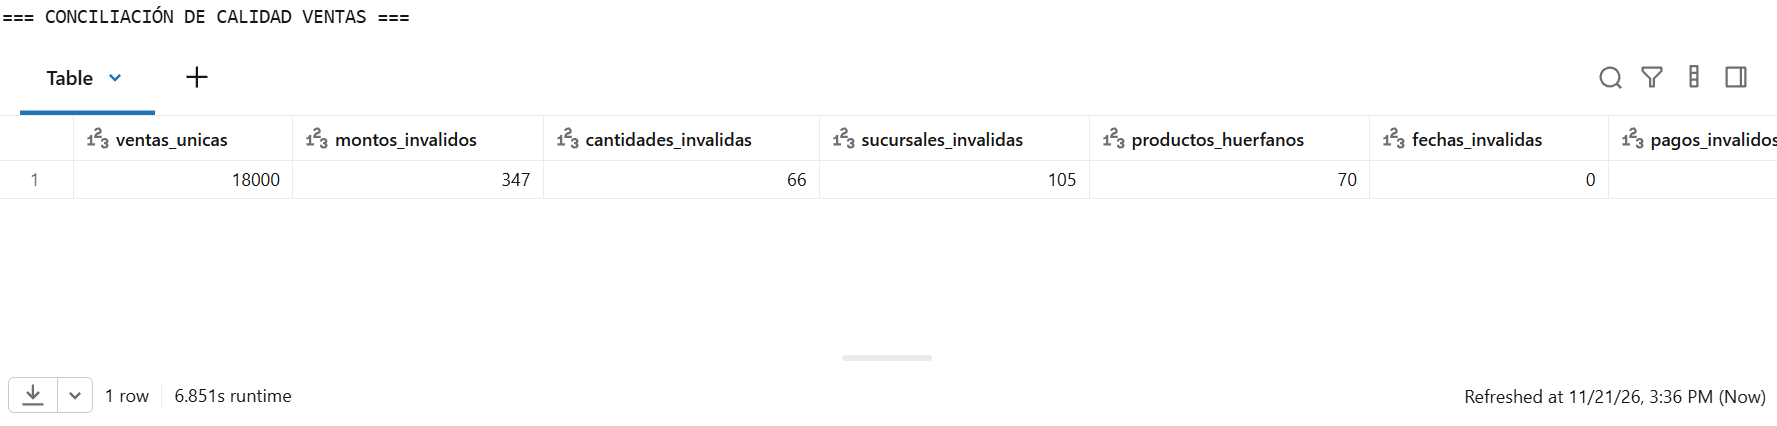 === CONCILIACIÓN DE CALIDAD VENTAS ===
Table
ventas_unicas montos_invalidos cantidades_invalidas sucursales_invalidas productos_huerfanos fechas_invalidas pagos_invalidos
1 18000 347 66 105 70 0
1 row 6.851s runtime Refreshed at 11/21/26, 3:36 PM (Now)